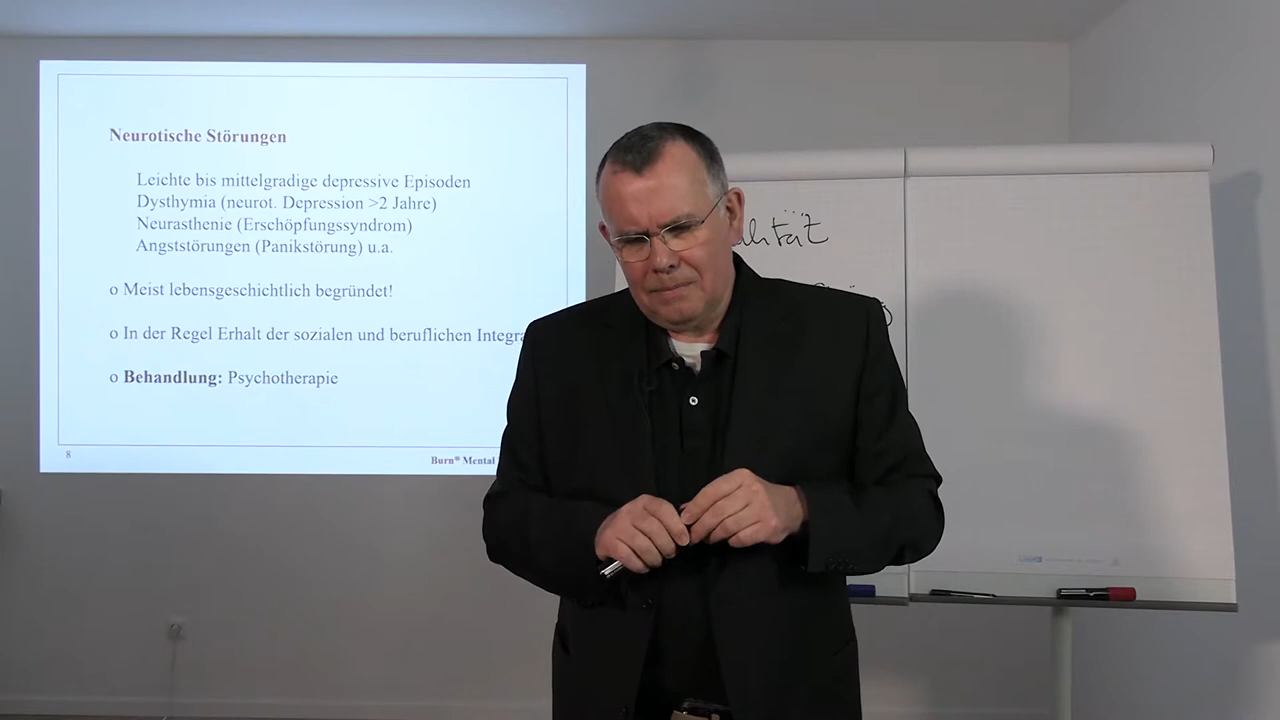 Neurotische Störungen
Leichte bis mittelgradige depressive Episoden
Dysthymia (neurot. Depression >2 Jahre)
Neurasthenie (Erschöpfungssyndrom)
Angststörungen (Panikstörung) u.a.
o Meist lebensgeschichtlich begründet!
o In der Regel Erhalt der sozialen und beruflichen Integra
o Behandlung: Psychotherapie
8
Burn® Mental